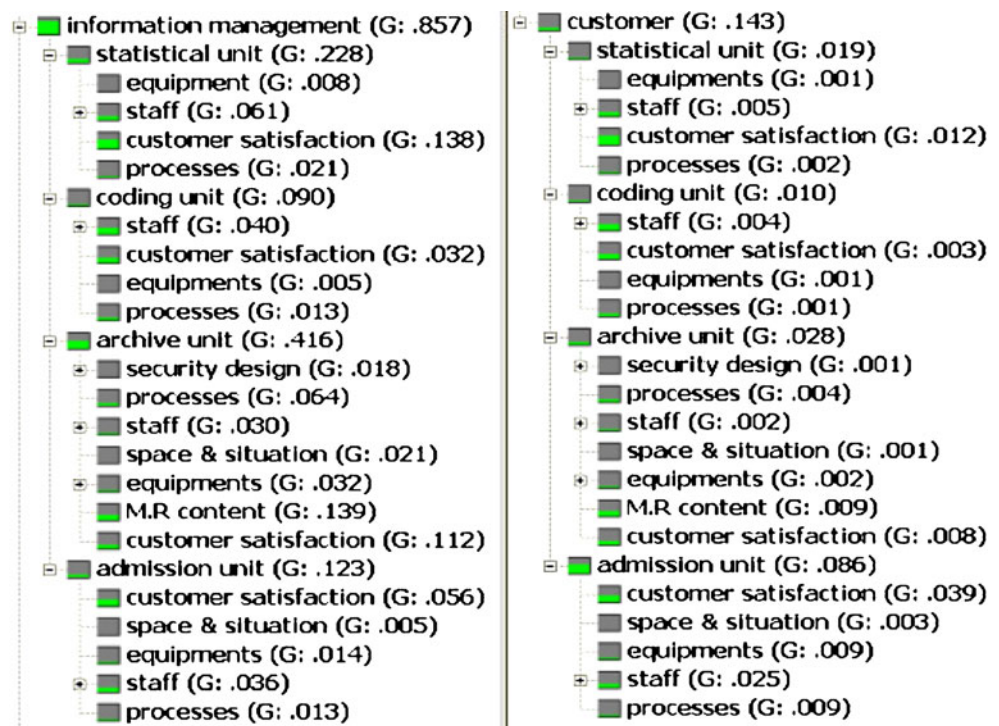 information management (G: .857)
statistical unit (G: .228)
equipment (G: .008)
staff (G: .061)
customer satisfaction (G: .138)
processes (G: .021)
coding unit (G: .090)
staff (G: .040)
customer satisfaction (G: .032)
equipments (G: .005)
processes (G: .013)
archive unit (G: .416)
security design (G: .018)
processes (G: .064)
staff (G: .030)
space & situation (G: .021)
equipments (G: .032)
M.R content (G: .139)
customer satisfaction (G: .112)
admission unit (G: .123)
customer satisfaction (G: .056)
space & situation (G: .005)
equipments (G: .014)
staff (G: .036)
processes (G: .013)
customer (G: .143)
statistical unit (G: .019)
equipments (G: .001)
staff (G: .005)
customer satisfaction (G: .012)
processes (G: .002)
coding unit (G: .010)
staff (G: .004)
customer satisfaction (G: .003)
equipments (G: .001)
processes (G: .001)
archive unit (G: .028)
security design (G: .001)
processes (G: .004)
staff (G: .002)
space & situation (G: .001)
equipments (G: .002)
M.R content (G: .009)
customer satisfaction (G: .008)
admission unit (G: .086)
customer satisfaction (G: .039)
space & situation (G: .003)
equipments (G: .009)
staff (G: .025)
processes (G: .009)